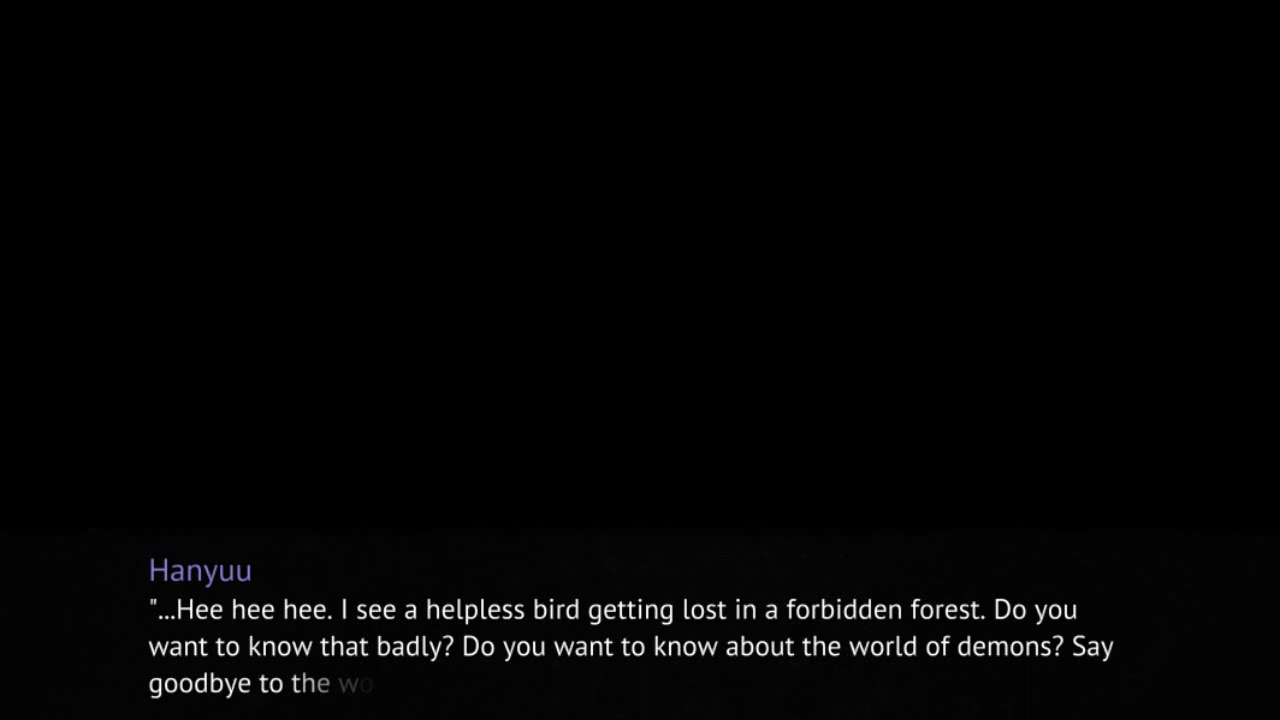 Hanyuu
"...Hee hee hee. I see a helpless bird getting lost in a forbidden forest. Do you
want to know that badly? Do you want to know about the world of demons? Say
goodbye to the wo